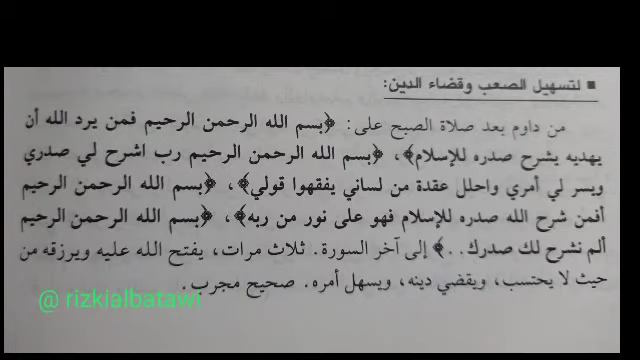 ■ لتسهيل الصعب وقضاء الدين:
من داوم بعد صلاة الصبح على: ﴿بسم الله الرحمن الرحيم فمن يرد الله أن
يهديه يشرح صدره للإسلام﴾، ﴿بسم الله الرحمن الرحيم رب اشرح لي صدري
ويسر لي أمري واحلل عقدة من لساني يفقهوا قولي﴾، ﴿بسم الله الرحمن الرحيم
أفمن شرح الله صدره للإسلام فهو على نور من ربه﴾، ﴿بسم الله الرحمن الرحيم
ألم نشرح لك صدرك..﴾ إلى آخر السورة. ثلاث مرات، يفتح الله عليه ويرزقه من
حيث لا يحتسب، ويقضي دينه، ويسهل أمره. صحيح مجرب.
@ rizkialbatawi